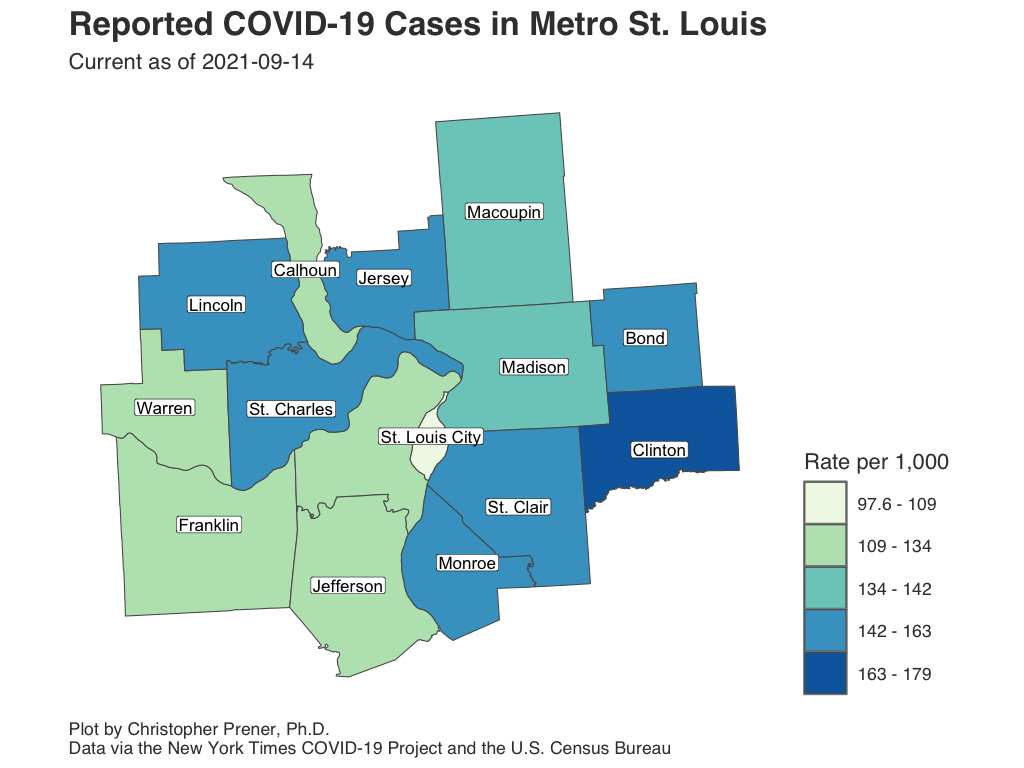 Reported COVID-19 Cases in Metro St. Louis
Current as of 2021-09-14
Macoupin
Calhoun
Jersey
Lincoln
Bond
Madison
Warren
St. Charles
St. Louis City
Clinton
St. Clair
Franklin
Monroe
Jefferson
Rate per 1,000
97.6 - 109
109 - 134
134 - 142
142 - 163
163 - 179
Plot by Christopher Prener, Ph.D.
Data via the New York Times COVID-19 Project and the U.S. Census Bureau